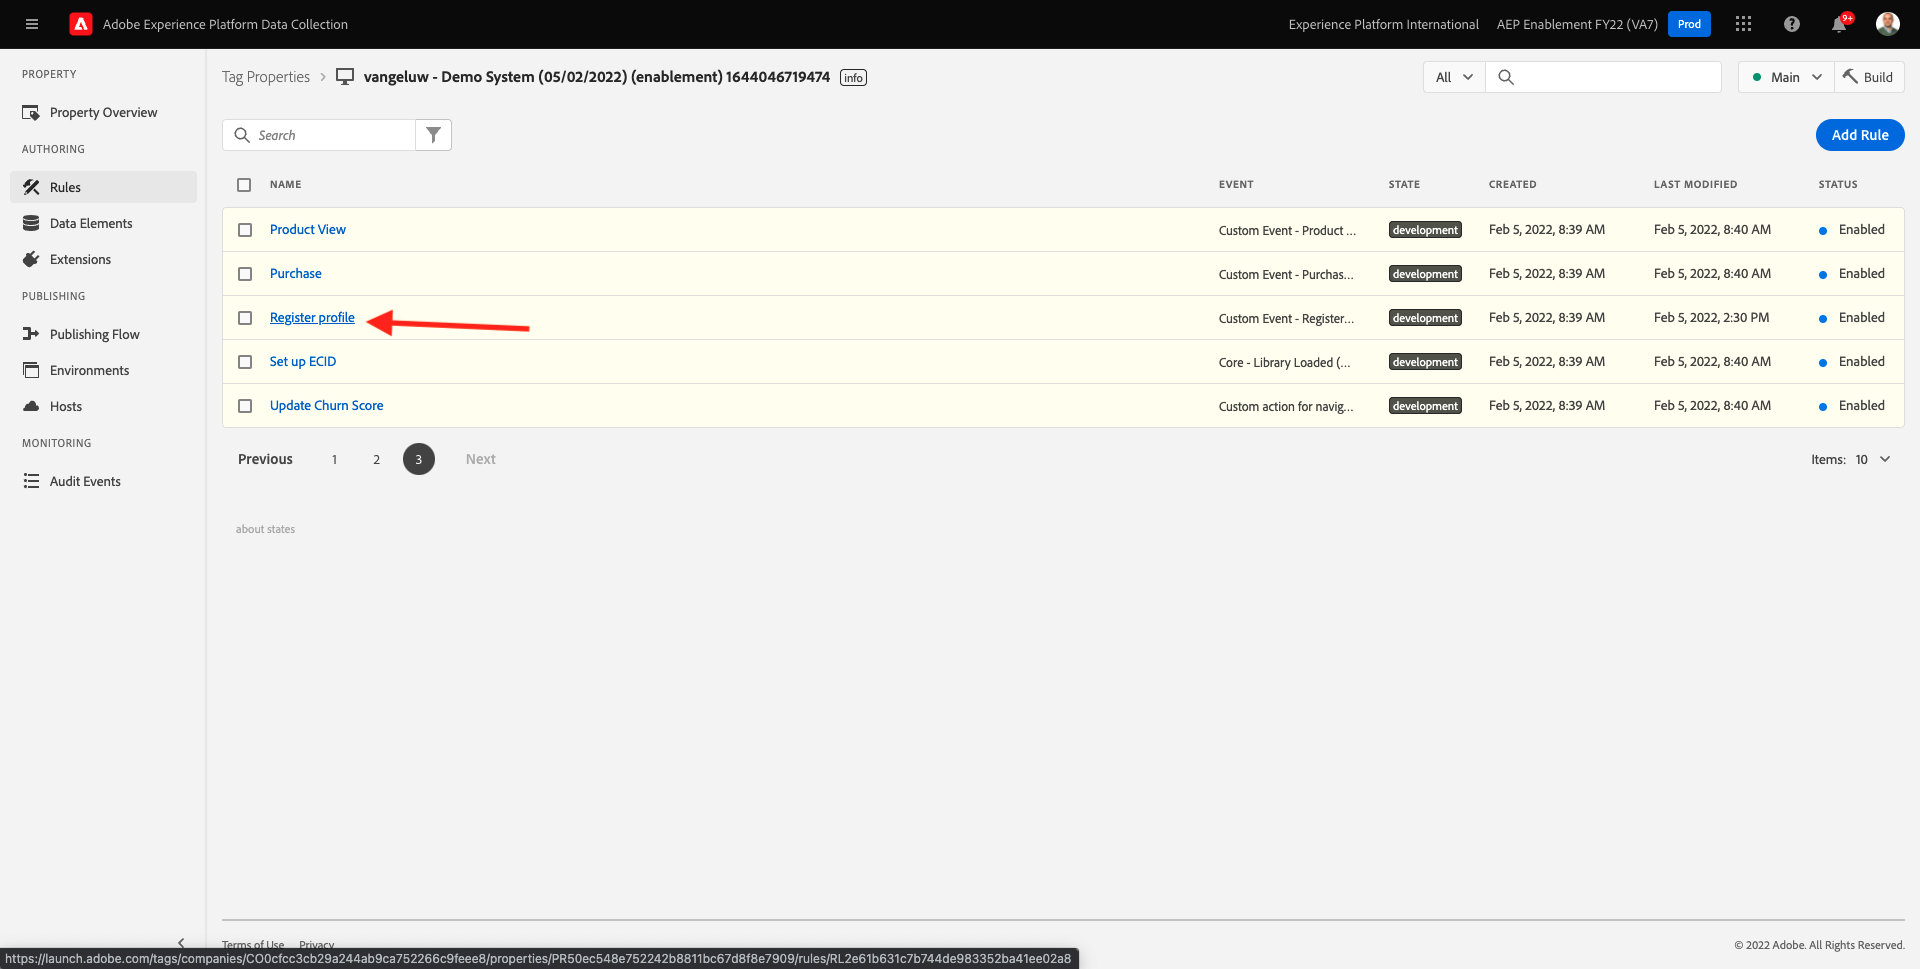 Adobe Experience Platform Data Collection
Experience Platform International
AEP Enablement FY22 (VA7)
Prod
9+
PROPERTY
Property Overview
AUTHORING
Rules
Data Elements
Extensions
PUBLISHING
Publishing Flow
Environments
Hosts
MONITORING
Audit Events
Tag Properties
vangeluw - Demo System (05/02/2022) (enablement) 1644046719474
info
All
Main
Build
Search
Add Rule
NAME EVENT STATE CREATED LAST MODIFIED STATUS
Product View Custom Event - Product ... development Feb 5, 2022, 8:39 AM Feb 5, 2022, 8:40 AM Enabled
Purchase Custom Event - Purchas... development Feb 5, 2022, 8:39 AM Feb 5, 2022, 8:40 AM Enabled
Register profile Custom Event - Register... development Feb 5, 2022, 8:39 AM Feb 5, 2022, 2:30 PM Enabled
Set up ECID Core - Library Loaded (... development Feb 5, 2022, 8:39 AM Feb 5, 2022, 8:40 AM Enabled
Update Churn Score Custom action for navig... development Feb 5, 2022, 8:39 AM Feb 5, 2022, 8:40 AM Enabled
Previous 1 2 3 Next
Items: 10
about states
Terms of Use Privacy
© 2022 Adobe. All Rights Reserved.
https://launch.adobe.com/tags/companies/CO0cfcc3cb29a244ab9ca752266c9feee8/properties/PR50ec548e752242b8811bc67d8f8e7909/rules/RL2e61b631c7b744de983352ba41ee02a8